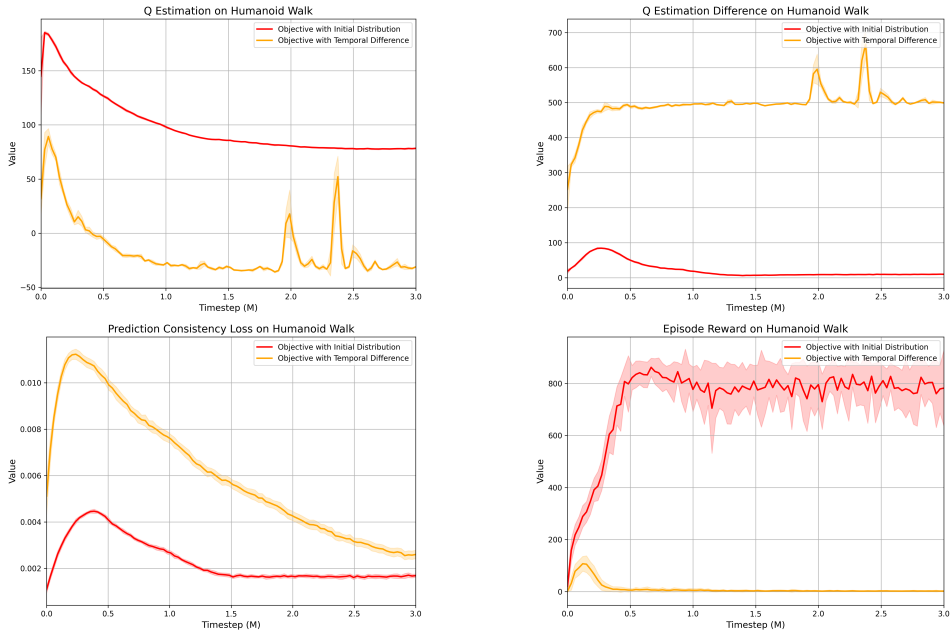 Q Estimation on Humanoid Walk
Objective with Initial Distribution
Objective with Temporal Difference
Value
150
100
50
0
−50
0.0 0.5 1.0 1.5 2.0 2.5 3.0
Timestep (M)
Q Estimation Difference on Humanoid Walk
Objective with Initial Distribution
Objective with Temporal Difference
Value
700
600
500
400
300
200
100
0
0.0 0.5 1.0 1.5 2.0 2.5 3.0
Timestep (M)
Prediction Consistency Loss on Humanoid Walk
Objective with Initial Distribution
Objective with Temporal Difference
Value
0.010
0.008
0.006
0.004
0.002
0.0 0.5 1.0 1.5 2.0 2.5 3.0
Timestep (M)
Episode Reward on Humanoid Walk
Objective with Initial Distribution
Objective with Temporal Difference
Value
800
600
400
200
0
0.0 0.5 1.0 1.5 2.0 2.5 3.0
Timestep (M)